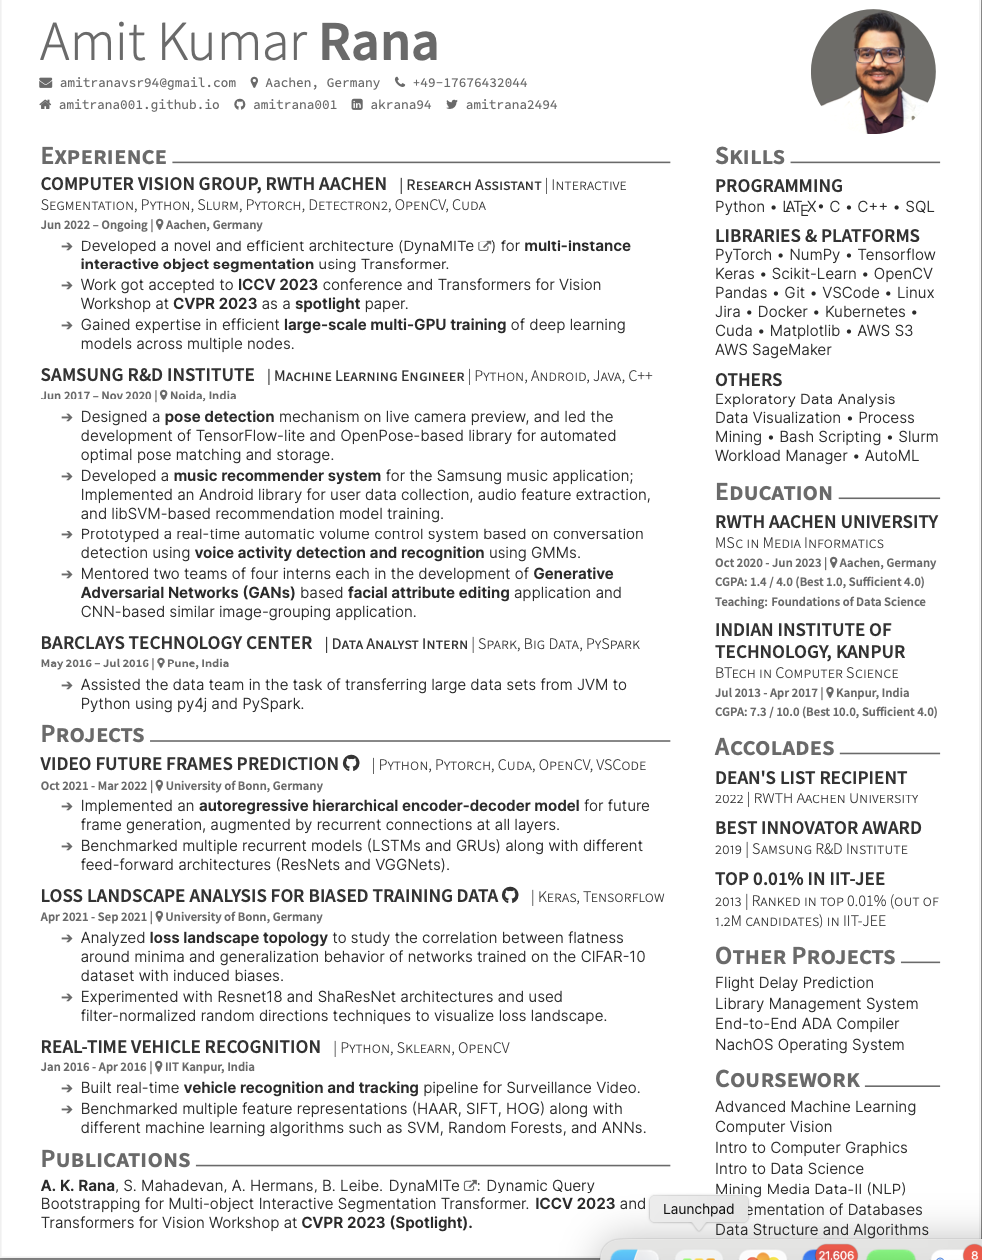 Amit Kumar Rana
amitranavsr94@gmail.com Aachen, Germany +49-17676432044
amitrana001.github.io amitrana001 akrana94 amitrana2494
Experience
COMPUTER VISION GROUP, RWTH AACHEN | Research Assistant | Interactive
Segmentation, Python, Slurm, Pytorch, Detectron2, OpenCV, Cuda
Jun 2022 – Ongoing | Aachen, Germany
➔ Developed a novel and efficient architecture (DynaMITe) for multi-instance
interactive object segmentation using Transformer.
➔ Work got accepted to ICCV 2023 conference and Transformers for Vision
Workshop at CVPR 2023 as a spotlight paper.
➔ Gained expertise in efficient large-scale multi-GPU training of deep learning
models across multiple nodes.
SAMSUNG R&D INSTITUTE | Machine Learning Engineer | Python, Android, Java, C++
Jun 2017 – Nov 2020 | Noida, India
➔ Designed a pose detection mechanism on live camera preview, and led the
development of TensorFlow-lite and OpenPose-based library for automated
optimal pose matching and storage.
➔ Developed a music recommender system for the Samsung music application;
Implemented an Android library for user data collection, audio feature extraction,
and libSVM-based recommendation model training.
➔ Prototyped a real-time automatic volume control system based on conversation
detection using voice activity detection and recognition using GMMs.
➔ Mentored two teams of four interns each in the development of Generative
Adversarial Networks (GANs) based facial attribute editing application and
CNN-based similar image-grouping application.
BARCLAYS TECHNOLOGY CENTER | Data Analyst Intern | Spark, Big Data, PySpark
May 2016 – Jul 2016 | Pune, India
➔ Assisted the data team in the task of transferring large data sets from JVM to
Python using py4j and PySpark.
Projects
VIDEO FUTURE FRAMES PREDICTION | Python, Pytorch, Cuda, OpenCV, VSCode
Oct 2021 - Mar 2022 | University of Bonn, Germany
➔ Implemented an autoregressive hierarchical encoder-decoder model for future
frame generation, augmented by recurrent connections at all layers.
➔ Benchmarked multiple recurrent models (LSTMs and GRUs) along with different
feed-forward architectures (ResNets and VGGNets).
LOSS LANDSCAPE ANALYSIS FOR BIASED TRAINING DATA | Keras, Tensorflow
Apr 2021 - Sep 2021 | University of Bonn, Germany
➔ Analyzed loss landscape topology to study the correlation between flatness
around minima and generalization behavior of networks trained on the CIFAR-10
dataset with induced biases.
➔ Experimented with Resnet18 and ShaResNet architectures and used
filter-normalized random directions techniques to visualize loss landscape.
REAL-TIME VEHICLE RECOGNITION | Python, Sklearn, OpenCV
Jan 2016 - Apr 2016 | IIT Kanpur, India
➔ Built real-time vehicle recognition and tracking pipeline for Surveillance Video.
➔ Benchmarked multiple feature representations (HAAR, SIFT, HOG) along with
different machine learning algorithms such as SVM, Random Forests, and ANNs.
Publications
A. K. Rana, S. Mahadevan, A. Hermans, B. Leibe. DynaMITe : Dynamic Query
Bootstrapping for Multi-object Interactive Segmentation Transformer. ICCV 2023 and
Transformers for Vision Workshop at CVPR 2023 (Spotlight).
Skills
PROGRAMMING
Python • LATEX • C • C++ • SQL
LIBRARIES & PLATFORMS
PyTorch • NumPy • Tensorflow
Keras • Scikit-Learn • OpenCV
Pandas • Git • VSCode • Linux
Jira • Docker • Kubernetes •
Cuda • Matplotlib • AWS S3
AWS SageMaker
OTHERS
Exploratory Data Analysis
Data Visualization • Process
Mining • Bash Scripting • Slurm
Workload Manager • AutoML
Education
RWTH AACHEN UNIVERSITY
MSc in Media Informatics
Oct 2020 - Jun 2023 | Aachen, Germany
CGPA: 1.4 / 4.0 (Best 1.0, Sufficient 4.0)
Teaching: Foundations of Data Science
INDIAN INSTITUTE OF
TECHNOLOGY, KANPUR
BTech in Computer Science
Jul 2013 - Apr 2017 | Kanpur, India
CGPA: 7.3 / 10.0 (Best 10.0, Sufficient 4.0)
Accolades
DEAN'S LIST RECIPIENT
2022 | RWTH Aachen University
BEST INNOVATOR AWARD
2019 | Samsung R&D Institute
TOP 0.01% IN IIT-JEE
2013 | Ranked in top 0.01% (out of
1.2M candidates) in IIT-JEE
Other Projects
Flight Delay Prediction
Library Management System
End-to-End ADA Compiler
NachOS Operating System
Coursework
Advanced Machine Learning
Computer Vision
Intro to Computer Graphics
Intro to Data Science
Mining Media Data-II (NLP)
of Databases
Data Structure and Algorithms
Launchpad
21,606
8